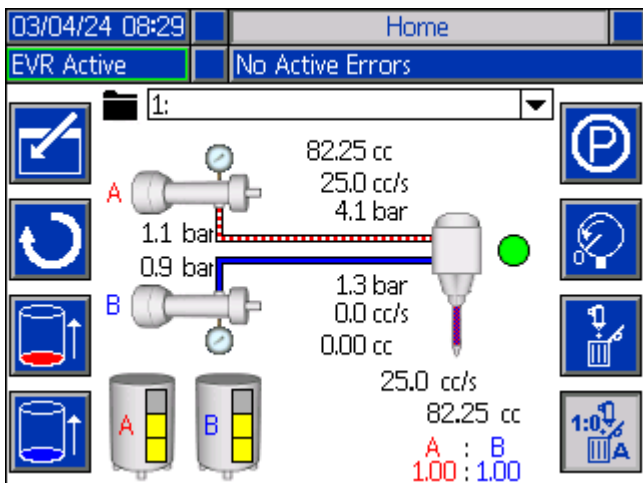 03/04/24 08:29
Home
EVR Active
No Active Errors
1:
82.25 cc
25.0 cc/s
4.1 bar
A
1.1 bar
0.9 bar
B
1.3 bar
0.0 cc/s
0.00 cc
25.0 cc/s
82.25 cc
A : B
1.00 : 1.00
A
B
P
0
1:0
A